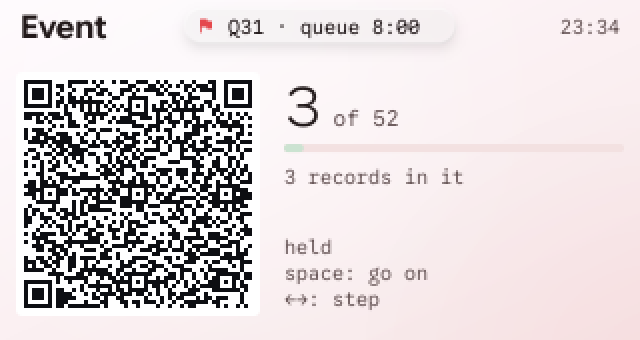 Event
Q31 · queue 8:00
23:34
3 of 52
3 records in it
held
space: go on
↔: step